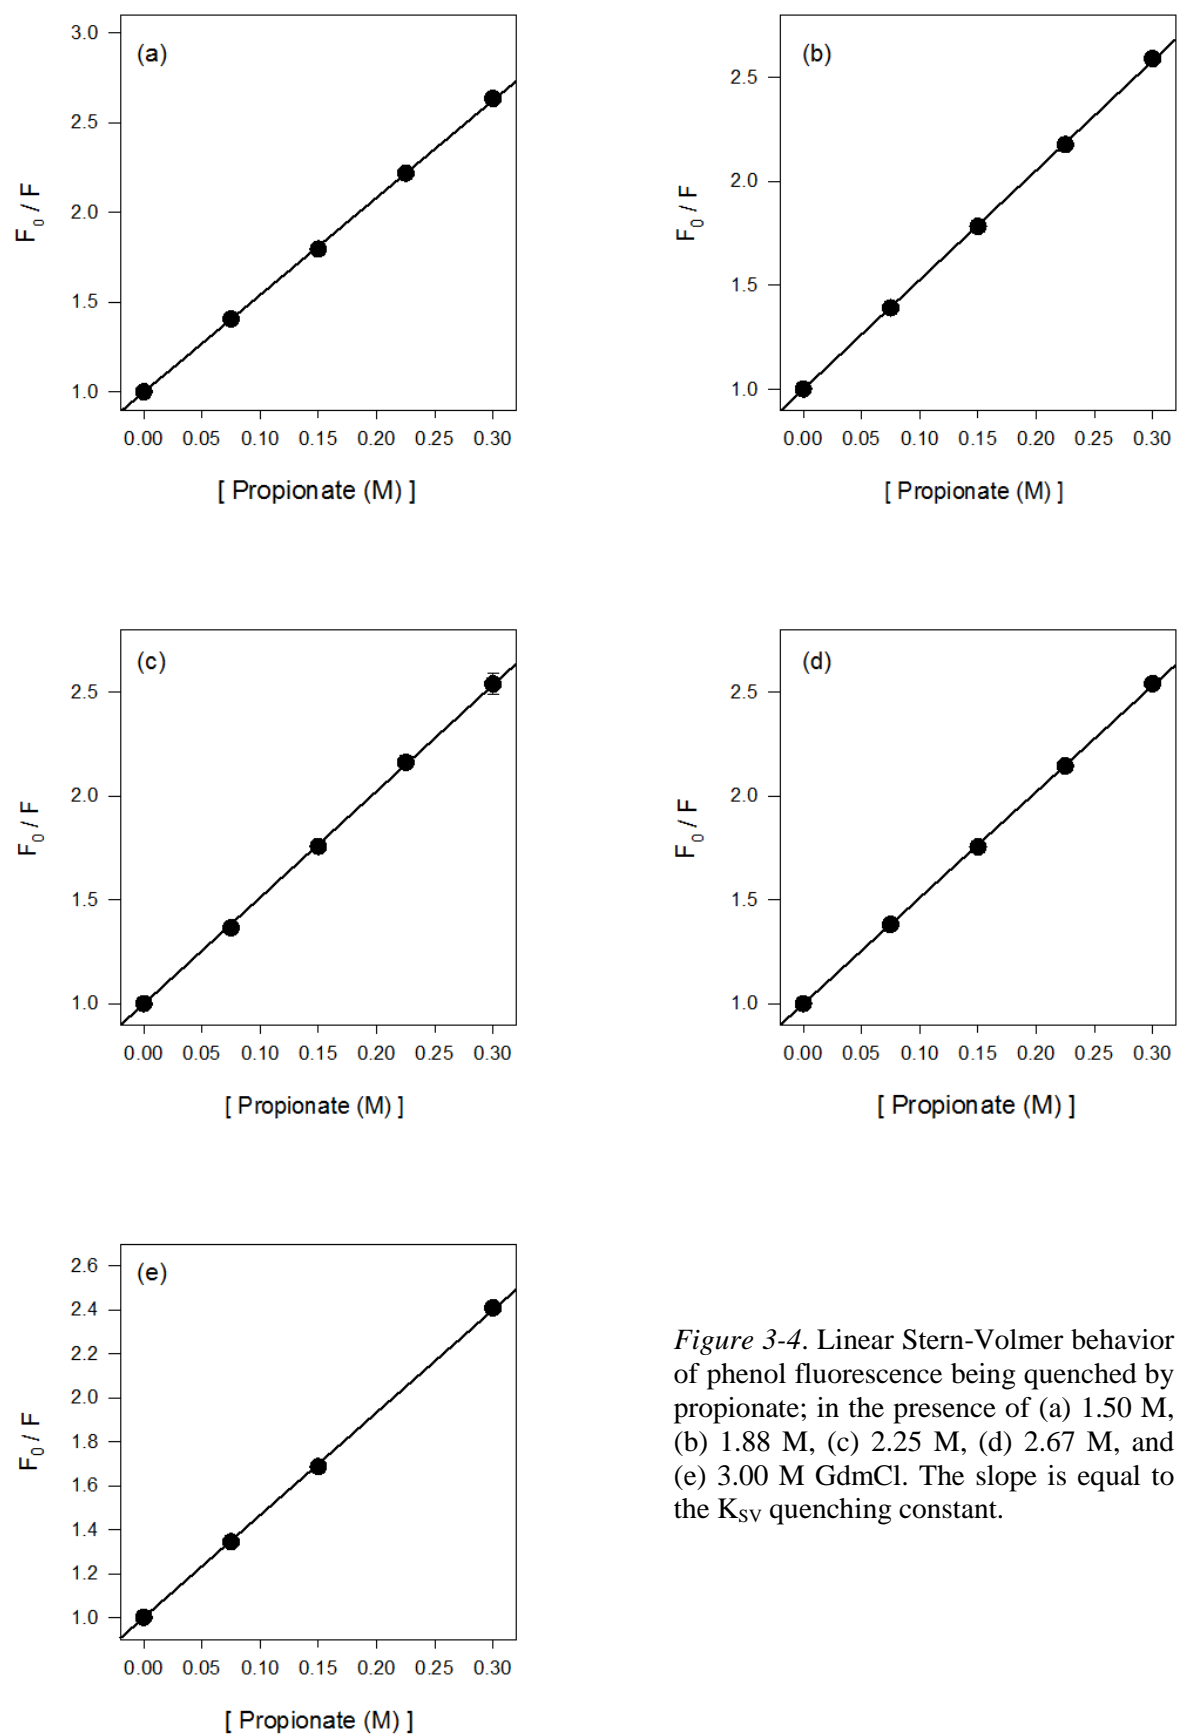 (a)
3.0
2.5
2.0
1.5
1.0
F0 / F
0.00 0.05 0.10 0.15 0.20 0.25 0.30
[ Propionate (M) ]
(b)
2.5
2.0
1.5
1.0
F0 / F
0.00 0.05 0.10 0.15 0.20 0.25 0.30
[ Propionate (M) ]
(c)
2.5
2.0
1.5
1.0
F0 / F
0.00 0.05 0.10 0.15 0.20 0.25 0.30
[ Propionate (M) ]
(d)
2.5
2.0
1.5
1.0
F0 / F
0.00 0.05 0.10 0.15 0.20 0.25 0.30
[ Propionate (M) ]
(e)
2.6
2.4
2.2
2.0
1.8
1.6
1.4
1.2
1.0
F0 / F
0.00 0.05 0.10 0.15 0.20 0.25 0.30
[ Propionate (M) ]
Figure 3-4. Linear Stern-Volmer behavior
of phenol fluorescence being quenched by
propionate; in the presence of (a) 1.50 M,
(b) 1.88 M, (c) 2.25 M, (d) 2.67 M, and
(e) 3.00 M GdmCl. The slope is equal to
the KSV quenching constant.